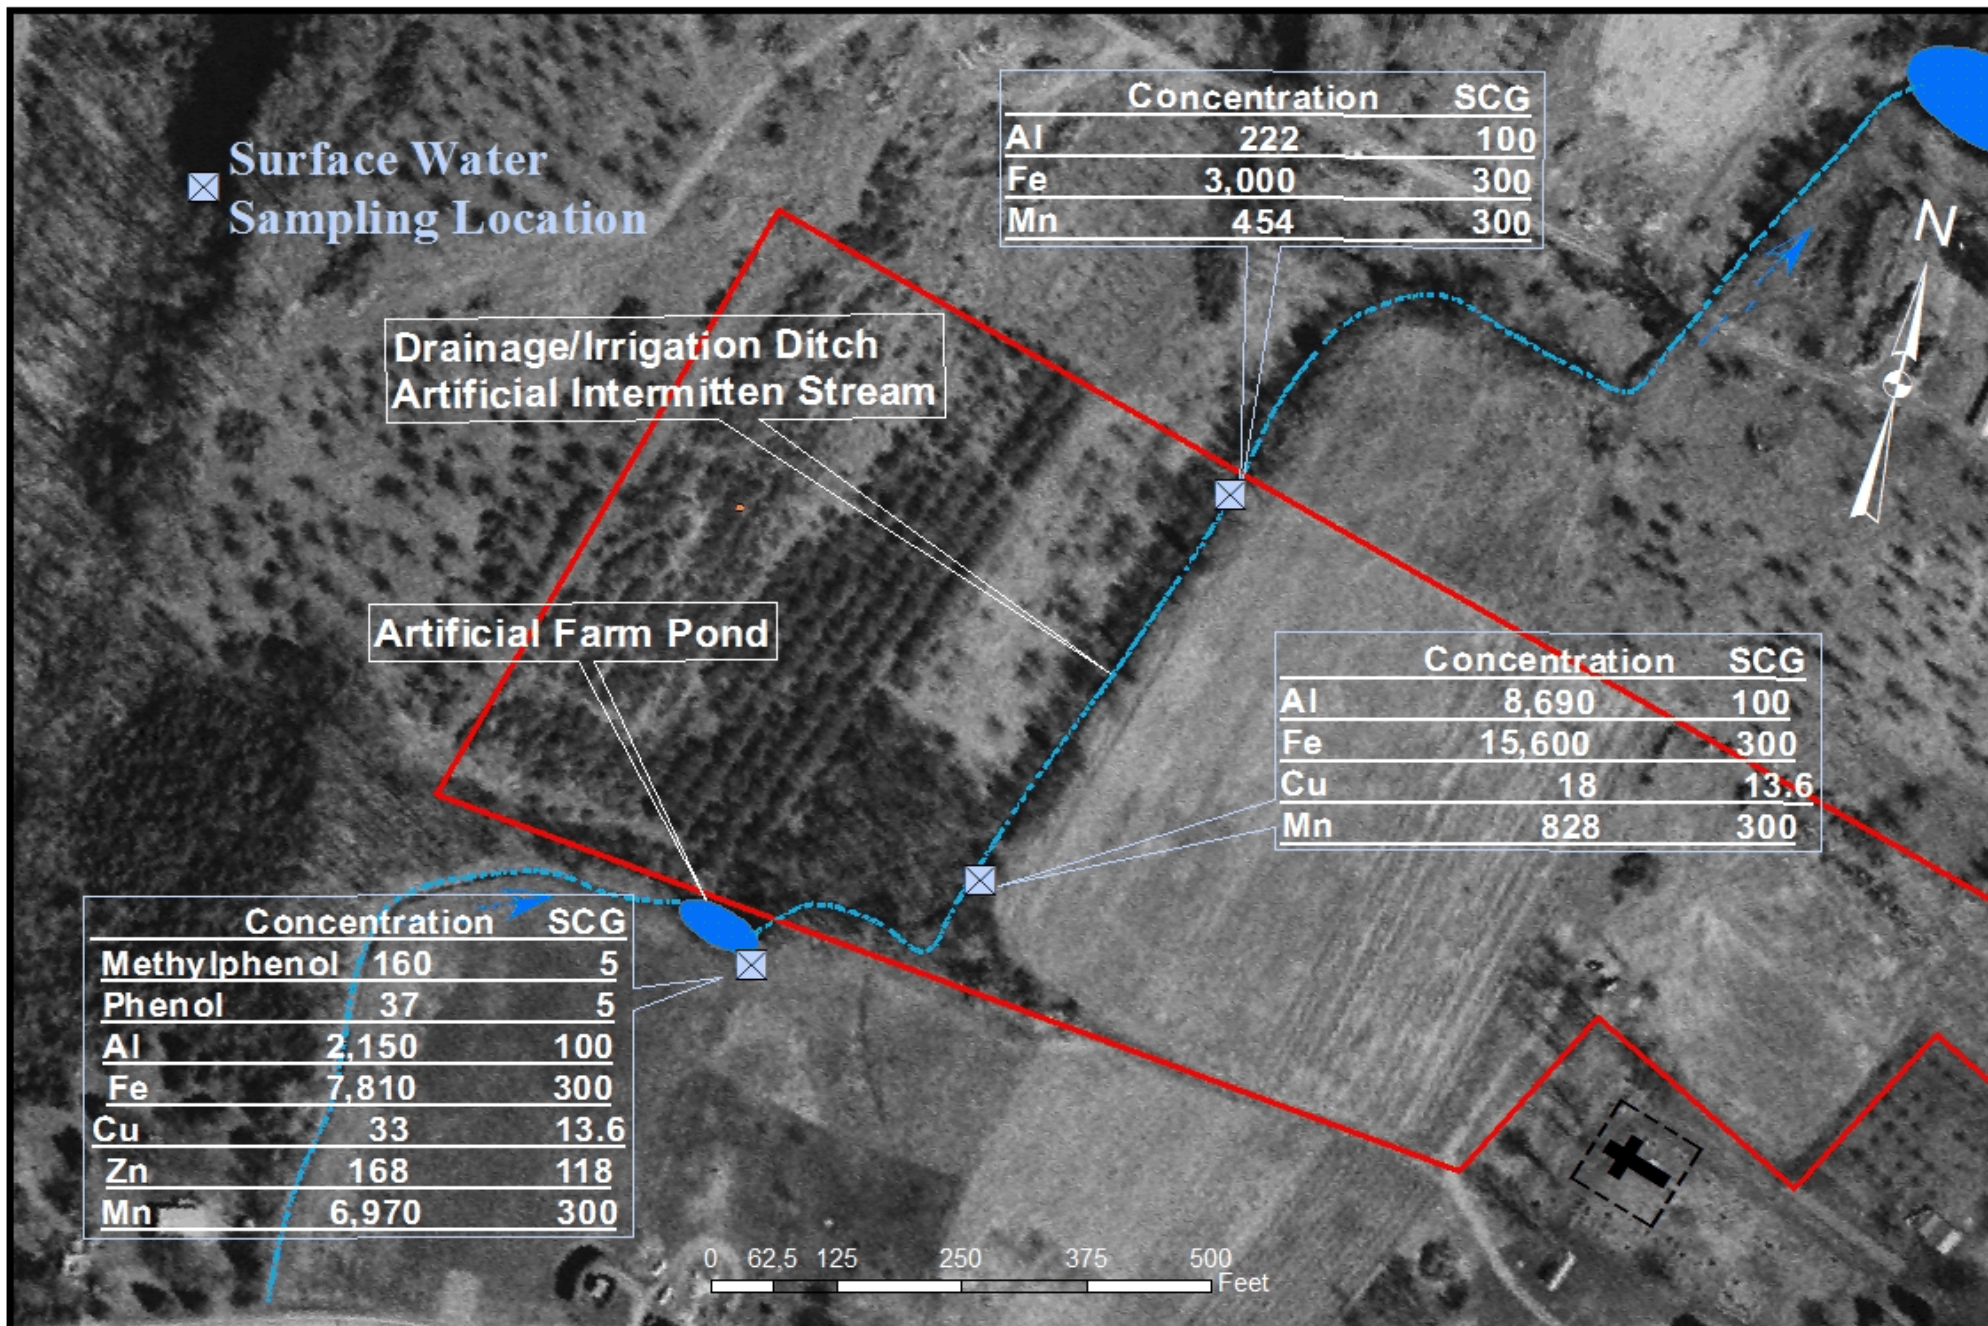 Surface Water
Sampling Location
Concentration SCG
Al 222 100
Fe 3,000 300
Mn 454 300
N
Drainage/Irrigation Ditch
Artificial Intermitten Stream
Artificial Farm Pond
Concentration SCG
Al 8,690 100
Fe 15,600 300
Cu 18 13.6
Mn 828 300
Concentration SCG
Methylphenol 160 5
Phenol 37 5
Al 2,150 100
Fe 7,810 300
Cu 33 13.6
Zn 168 118
Mn 6,970 300
0 62.5 125 250 375 500
Feet